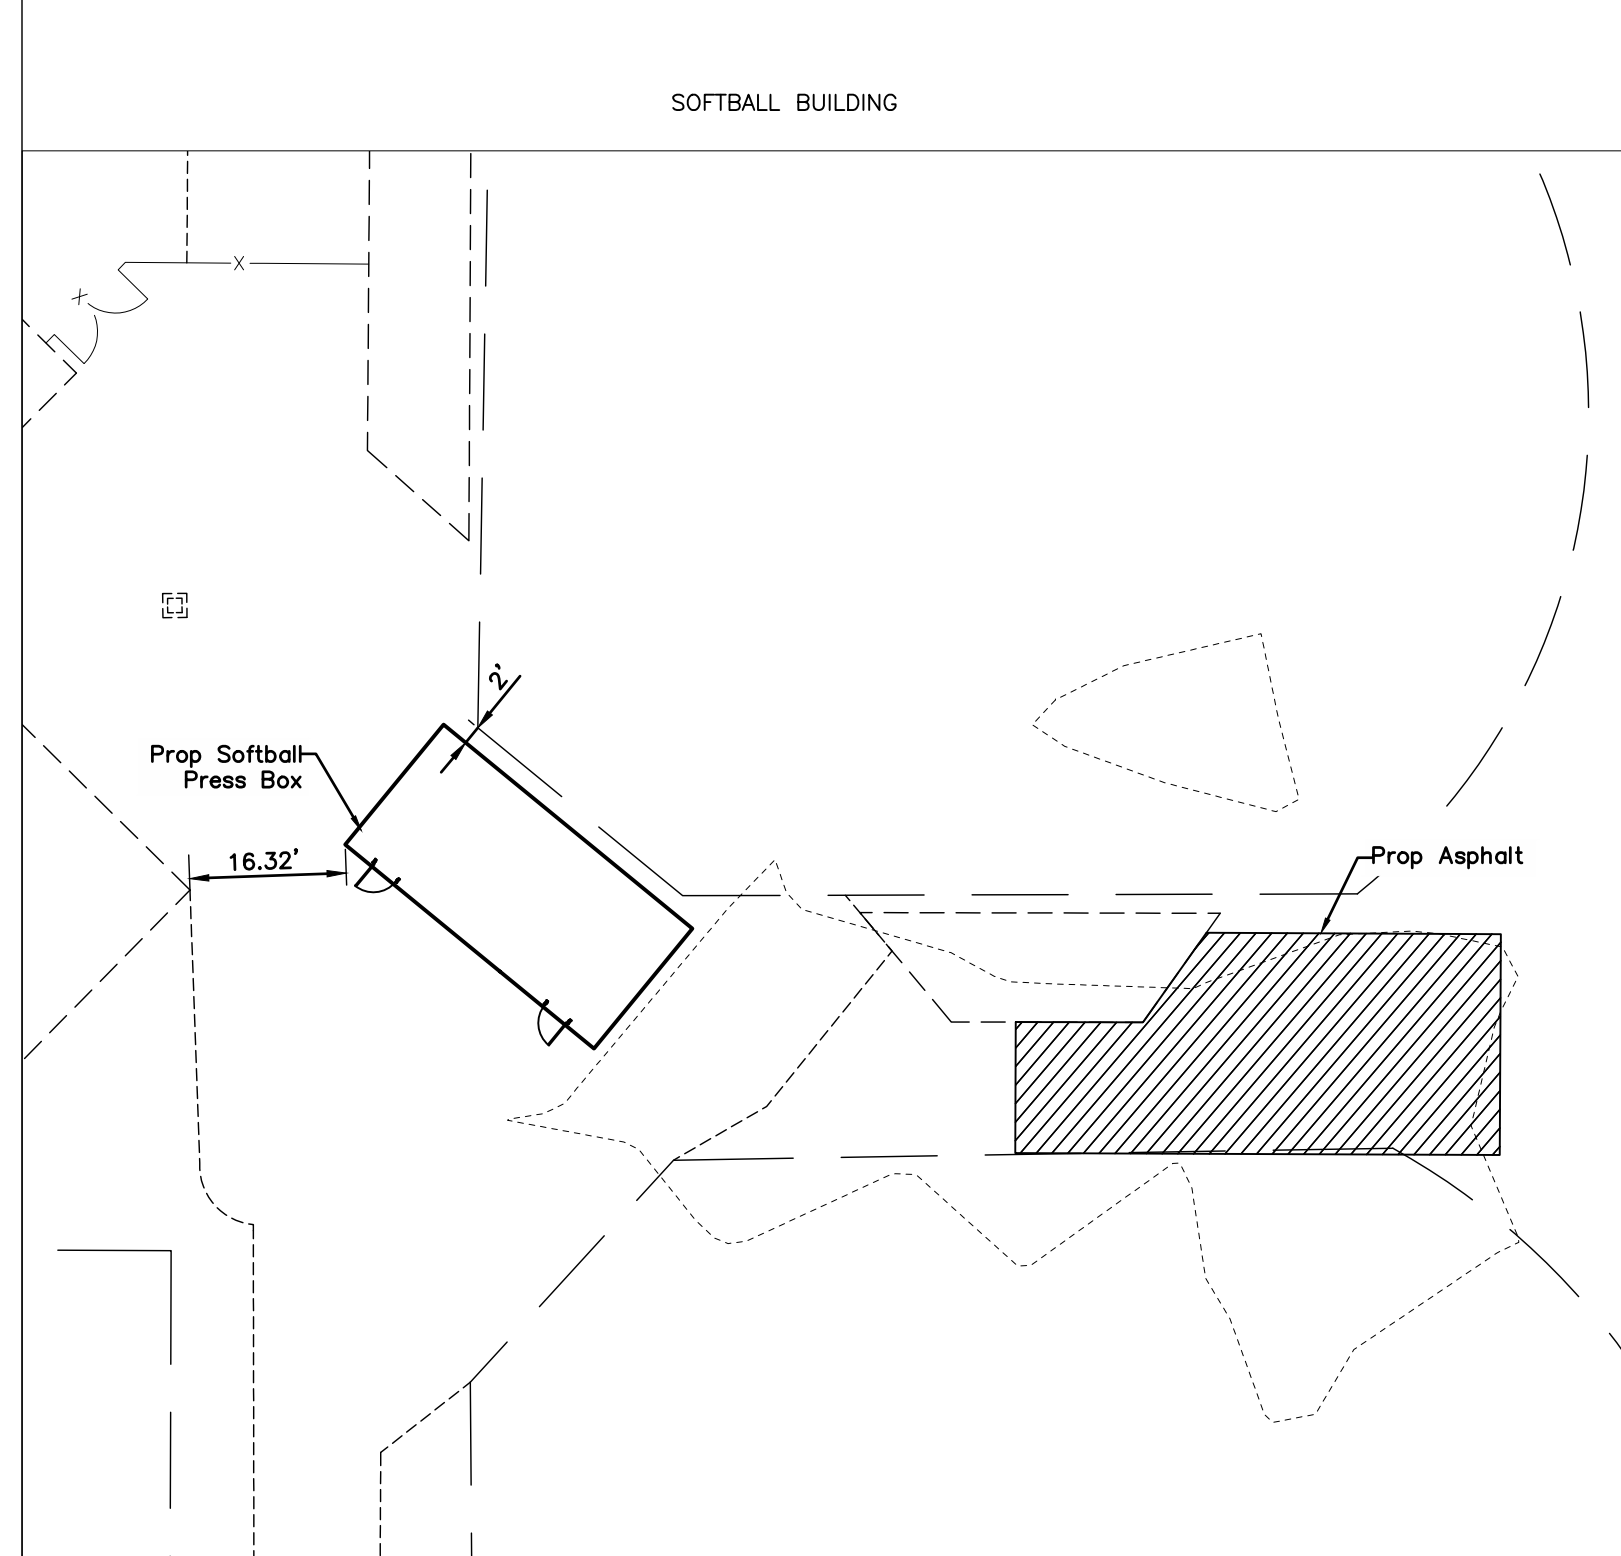 SOFTBALL BUILDING
X
X
2'
Prop Softball
Press Box
16.32'
Prop Asphalt